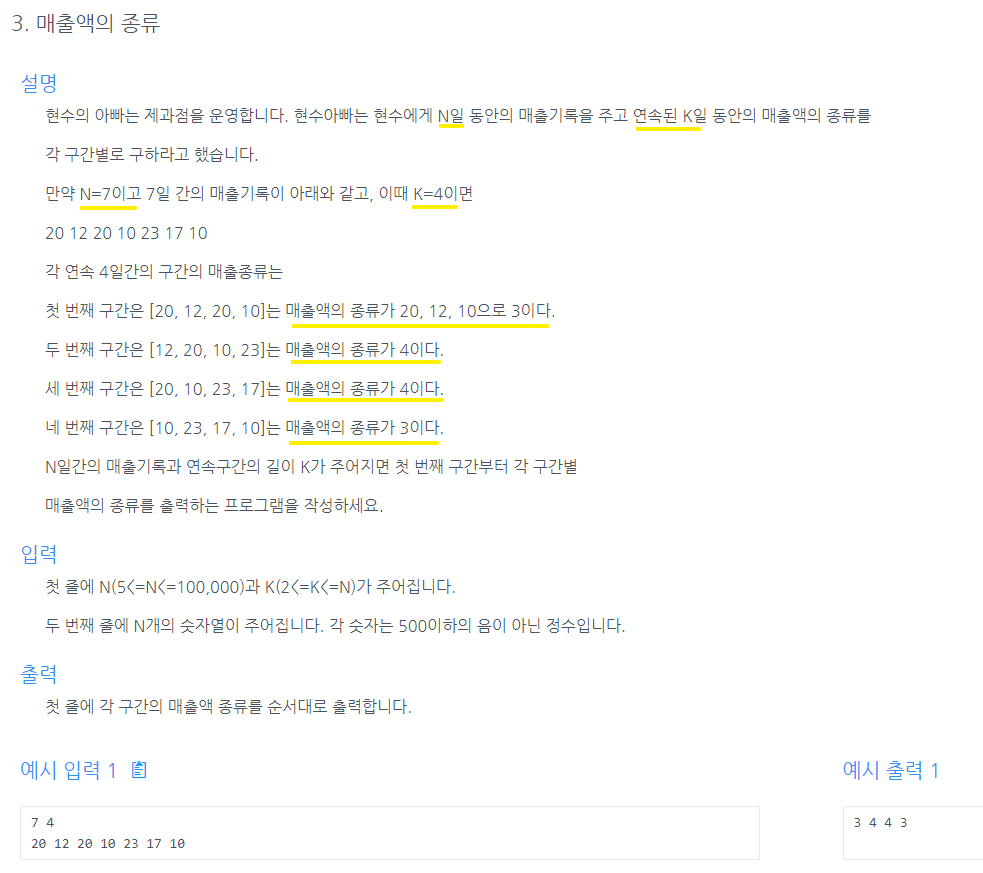 3. 매출액의 종류
설명
현수의 아빠는 제과점을 운영합니다. 현수아빠는 현수에게 N일 동안의 매출기록을 주고 연속된 K일 동안의 매출액의 종류를
각 구간별로 구하라고 했습니다.
만약 N=7이고 7일 간의 매출기록이 아래와 같고, 이때 K=4이면
20 12 20 10 23 17 10
각 연속 4일간의 구간의 매출종류는
첫 번째 구간은 [20, 12, 20, 10]는 매출액의 종류가 20, 12, 10으로 3이다.
두 번째 구간은 [12, 20, 10, 23]는 매출액의 종류가 4이다.
세 번째 구간은 [20, 10, 23, 17]는 매출액의 종류가 4이다.
네 번째 구간은 [10, 23, 17, 10]는 매출액의 종류가 3이다.
N일간의 매출기록과 연속구간의 길이 K가 주어지면 첫 번째 구간부터 각 구간별
매출액의 종류를 출력하는 프로그램을 작성하세요.
입력
첫 줄에 N(5<=N<=100,000)과 K(2<=K<=N)가 주어집니다.
두 번째 줄에 N개의 숫자열이 주어집니다. 각 숫자는 500이하의 음이 아닌 정수입니다.
출력
첫 줄에 각 구간의 매출액 종류를 순서대로 출력합니다.
예시 입력 1
7 4
20 12 20 10 23 17 10
예시 출력 1
3 4 4 3